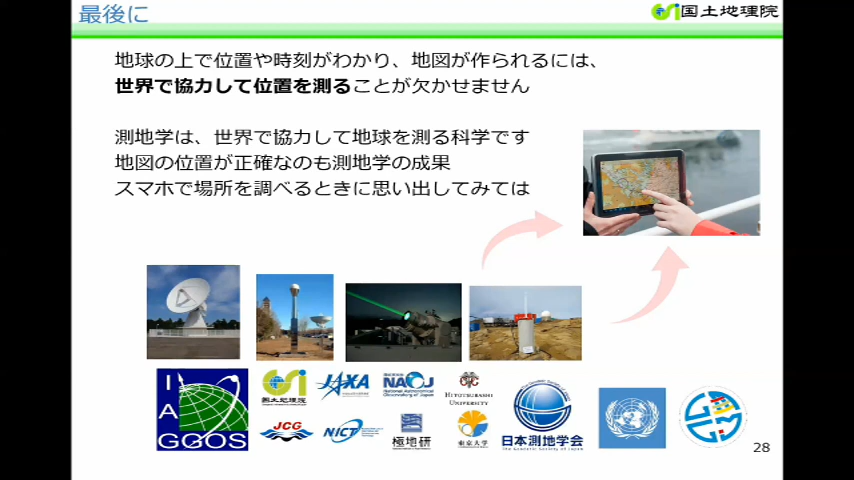 最後に
国土地理院
地球の上で位置や時刻がわかり、地図が作られるには、
世界で協力して位置を測ることが欠かせません
測地学は、世界で協力して地球を測る科学です
地図の位置が正確なのも測地学の成果
スマホで場所を調べるときに思い出してみては
I
A
GGOS
国土地理院
JAXA
NAOJ
National Astronomical
Observatory of Japan
HITOTSUBASHI
UNIVERSITY
JCG
NICT
極地研
東京大学
日本測地学会
The Geodetic Society of Japan
28